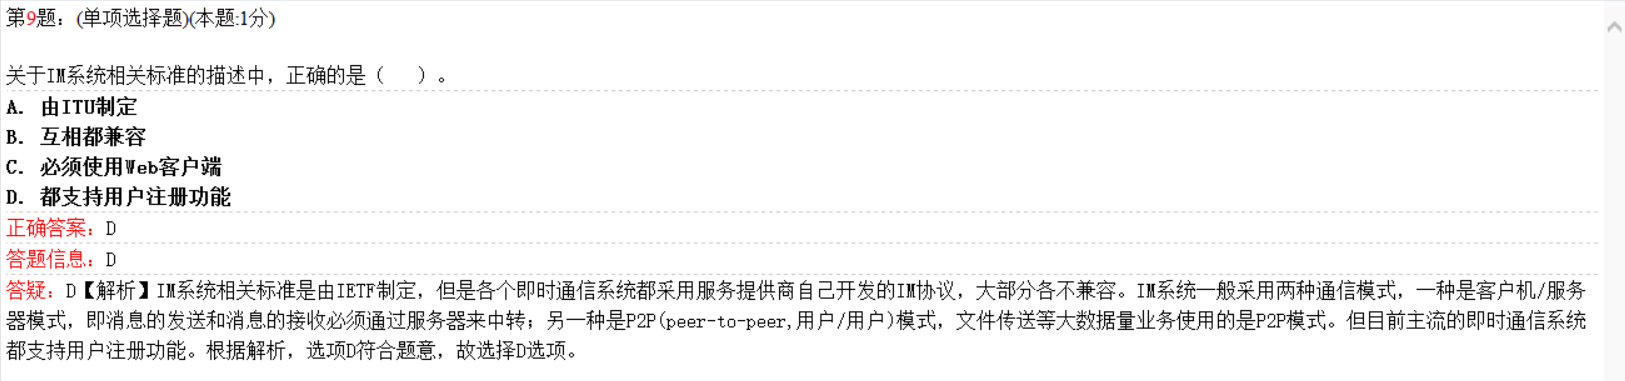 第9题：(单项选择题)(本题:1分)
关于IM系统相关标准的描述中，正确的是（  ）。
A. 由ITU制定
B. 互相都兼容
C. 必须使用Web客户端
D. 都支持用户注册功能
正确答案：D
答题信息：D
答疑：D【解析】IM系统相关标准是由IETF制定，但是各个即时通信系统都采用服务提供商自己开发的IM协议，大部分各不兼容。IM系统一般采用两种通信模式，一种是客户机/服务
器模式，即消息的发送和消息的接收必须通过服务器来中转；另一种是P2P(peer-to-peer,用户/用户)模式，文件传送等大数据量业务使用的是P2P模式。但目前主流的即时通信系统
都支持用户注册功能。根据解析，选项D符合题意，故选择D选项。